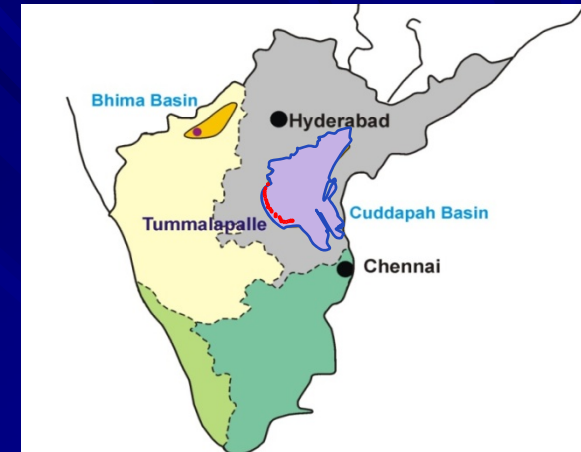 Bhima Basin
Hyderabad
Tummalapalle
Cuddapah Basin
Chennai